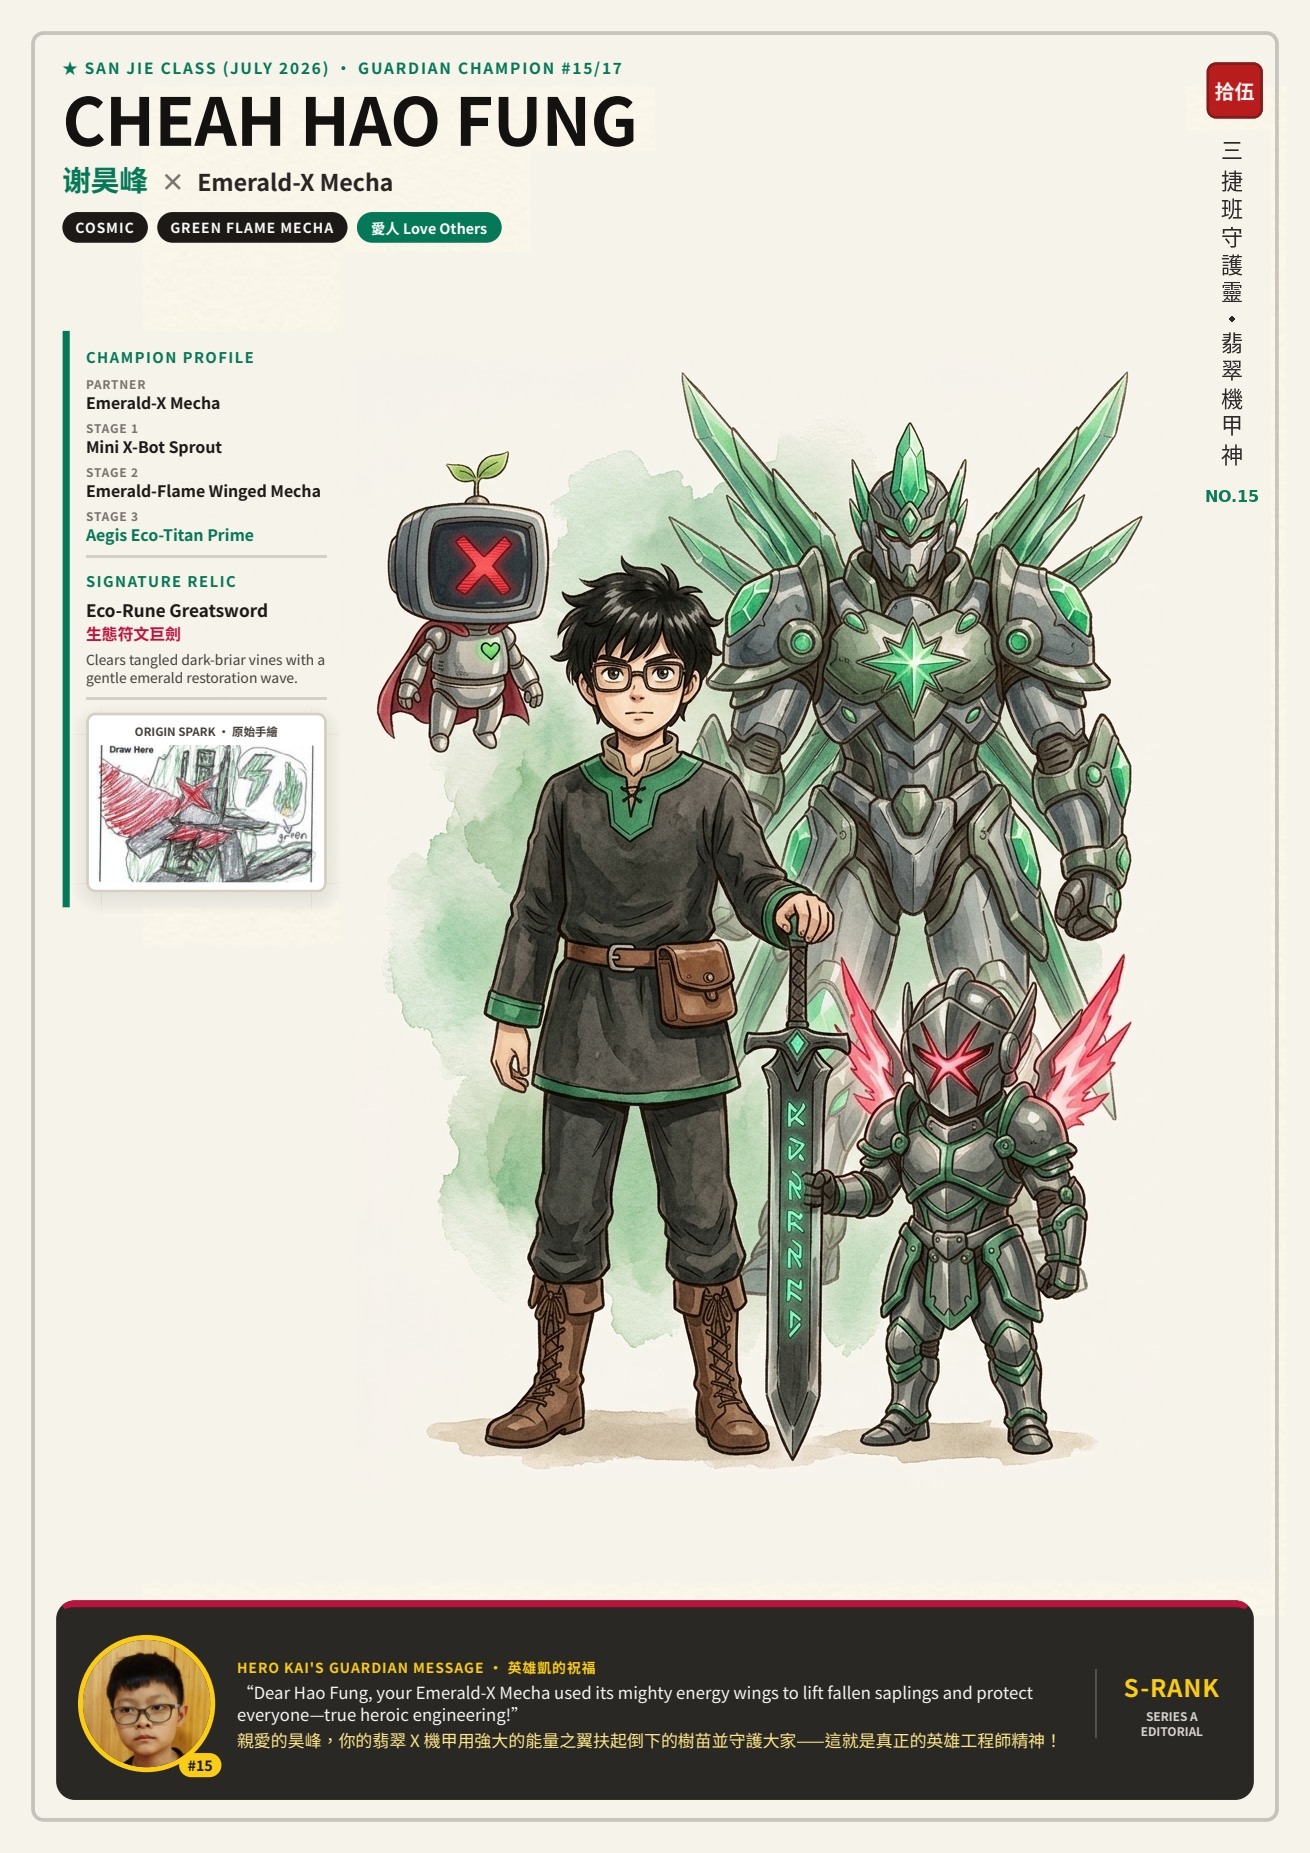 ★ SAN JIE CLASS (JULY 2026) • GUARDIAN CHAMPION #15/17
CHEAH HAO FUNG
谢昊峰 × Emerald-X Mecha
COSMIC
GREEN FLAME MECHA
愛人 Love Others
拾伍
三捷班守護靈•翡翠機甲神
NO.15
CHAMPION PROFILE
PARTNER
Emerald-X Mecha
STAGE 1
Mini X-Bot Sprout
STAGE 2
Emerald-Flame Winged Mecha
STAGE 3
Aegis Eco-Titan Prime
SIGNATURE RELIC
Eco-Rune Greatsword
生態符文巨劍
Clears tangled dark-briar vines with a
gentle emerald restoration wave.
ORIGIN SPARK • 原始手繪
Draw Here
green
HERO KAI'S GUARDIAN MESSAGE • 英雄凱的祝福
“Dear Hao Fung, your Emerald-X Mecha used its mighty energy wings to lift fallen saplings and protect
everyone—true heroic engineering!”
親愛的昊峰，你的翡翠 X 機甲用強大的能量之翼扶起倒下的樹苗並守護大家——這就是真正的英雄工程師精神！
#15
S-RANK
SERIES A
EDITORIAL